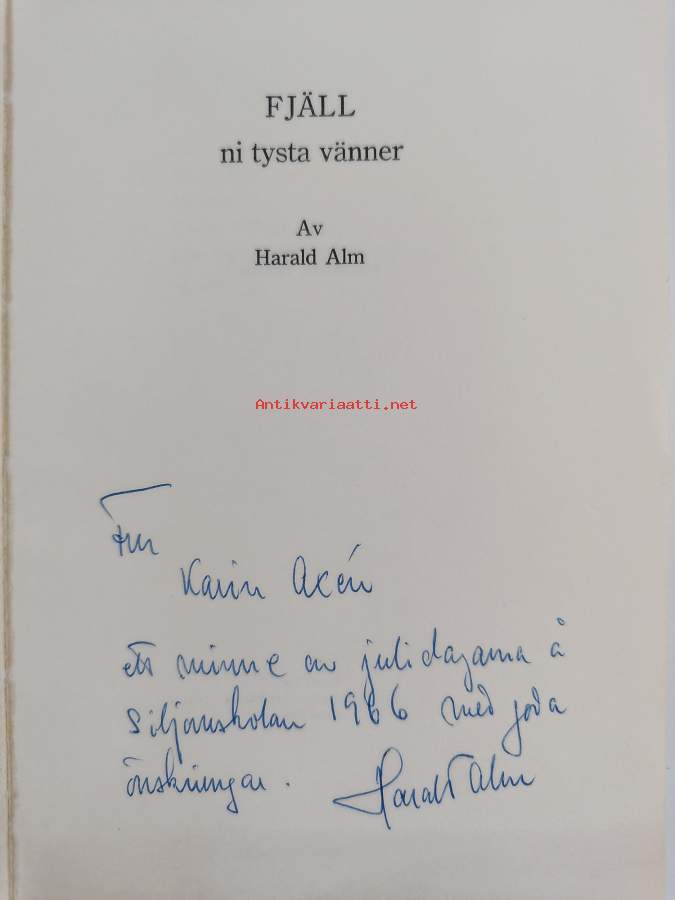 FJÄLL
ni tysta vänner
Av
Harald Alm
Antikvariaatti.net
Fru
Karin Axén
ett minne av julidagarna å
Siljansskolan 1966 med goda
önskningar.
Harald Alm